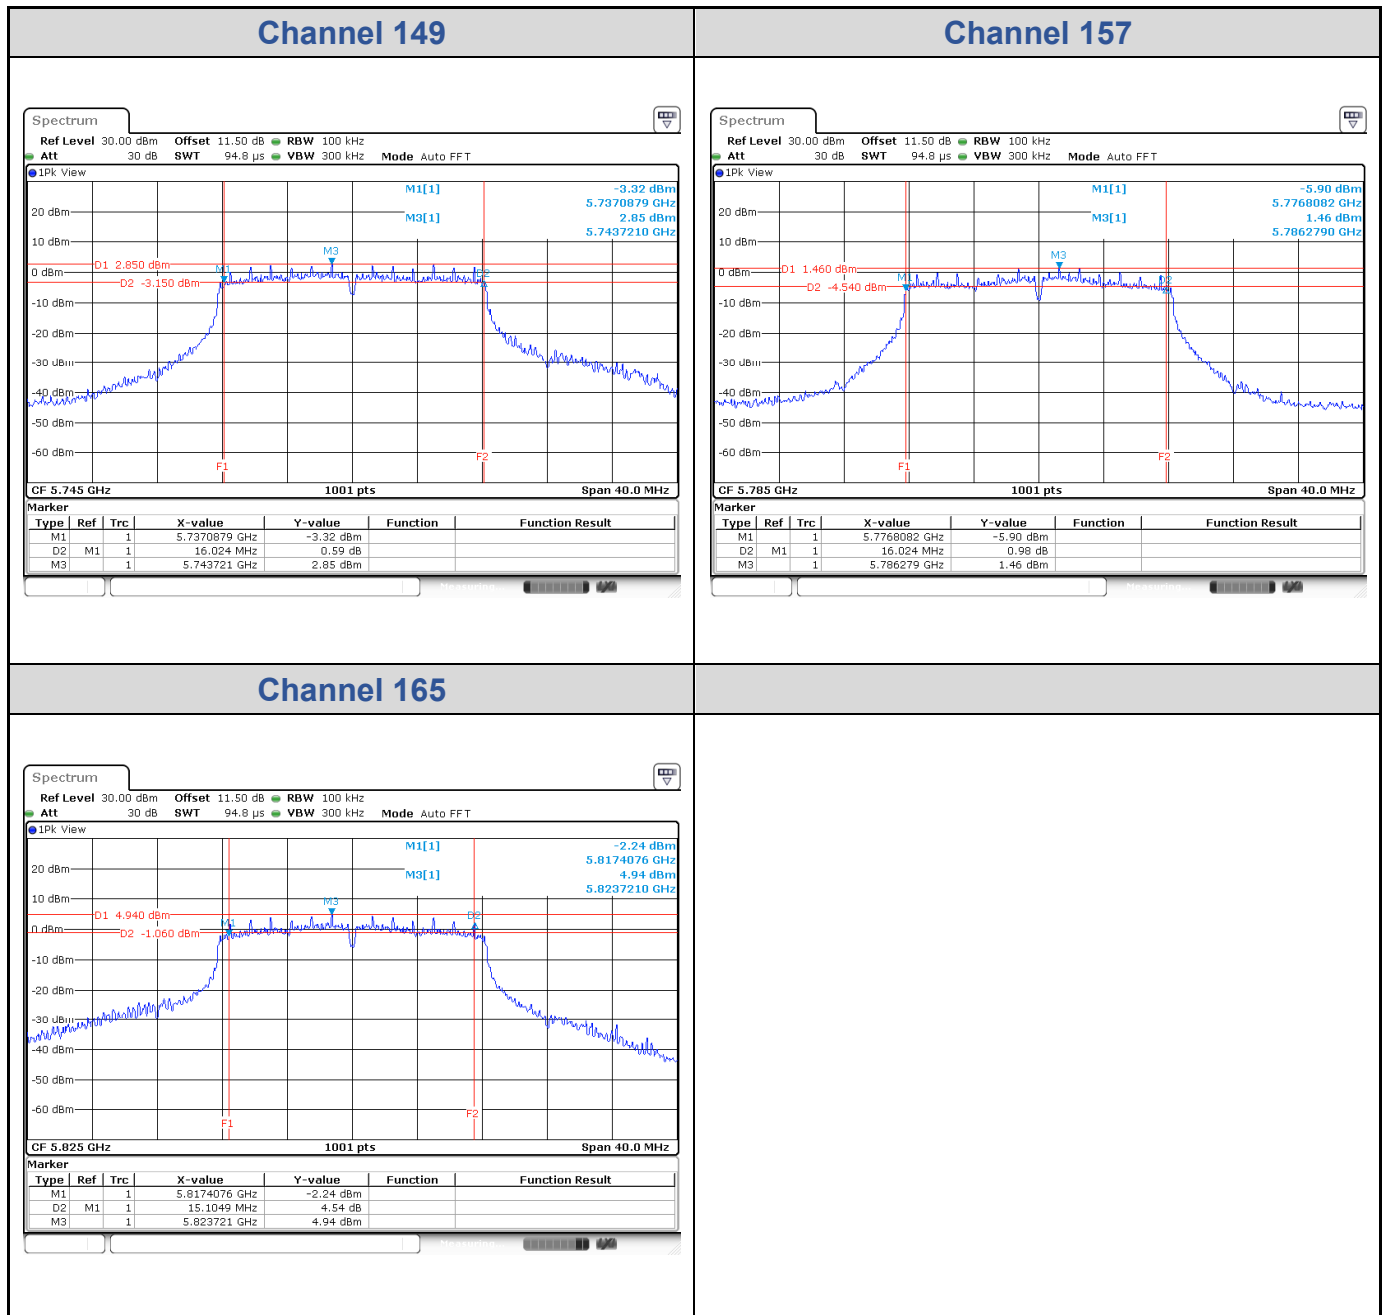 Channel 149
Spectrum
Ref Level 30.00 dBm Offset 11.50 dB RBW 100 kHz
Att 30 dB SWT 94.8 µs VBW 300 kHz Mode Auto FFT
1Pk View
M1[1] -3.32 dBm
5.7370879 GHz
M3[1] 2.85 dBm
5.7437210 GHz
20 dBm
10 dBm
M3
D1 2.850 dBm
0 dBm
M1
D2
D2 -3.150 dBm
-10 dBm
-20 dBm
-30 dBm
-40 dBm
-50 dBm
-60 dBm
F2
F1
CF 5.745 GHz 1001 pts Span 40.0 MHz
Marker
Type Ref Trc X-value Y-value Function Function Result
M1 1 5.7370879 GHz -3.32 dBm
D2 M1 1 16.024 MHz 0.59 dB
M3 1 5.743721 GHz 2.85 dBm
Measuring
Channel 157
Spectrum
Ref Level 30.00 dBm Offset 11.50 dB RBW 100 kHz
Att 30 dB SWT 94.8 µs VBW 300 kHz Mode Auto FFT
1Pk View
M1[1] -5.90 dBm
5.7768082 GHz
M3[1] 1.46 dBm
5.7862790 GHz
20 dBm
10 dBm
M3
D1 1.460 dBm
0 dBm
M1
D2
D2 -4.540 dBm
-10 dBm
-20 dBm
-30 dBm
-40 dBm
-50 dBm
-60 dBm
F2
F1
CF 5.785 GHz 1001 pts Span 40.0 MHz
Marker
Type Ref Trc X-value Y-value Function Function Result
M1 1 5.7768082 GHz -5.90 dBm
D2 M1 1 16.024 MHz 0.98 dB
M3 1 5.786279 GHz 1.46 dBm
Measuring
Channel 165
Spectrum
Ref Level 30.00 dBm Offset 11.50 dB RBW 100 kHz
Att 30 dB SWT 94.8 µs VBW 300 kHz Mode Auto FFT
1Pk View
M1[1] -2.24 dBm
5.8174076 GHz
M3[1] 4.94 dBm
5.8237210 GHz
20 dBm
10 dBm
M3
D1 4.940 dBm
D2
M1
0 dBm
D2 -1.060 dBm
-10 dBm
-20 dBm
-30 dBm
-40 dBm
-50 dBm
-60 dBm
F2
F1
CF 5.825 GHz 1001 pts Span 40.0 MHz
Marker
Type Ref Trc X-value Y-value Function Function Result
M1 1 5.8174076 GHz -2.24 dBm
D2 M1 1 15.1049 MHz 4.54 dB
M3 1 5.823721 GHz 4.94 dBm
Measuring